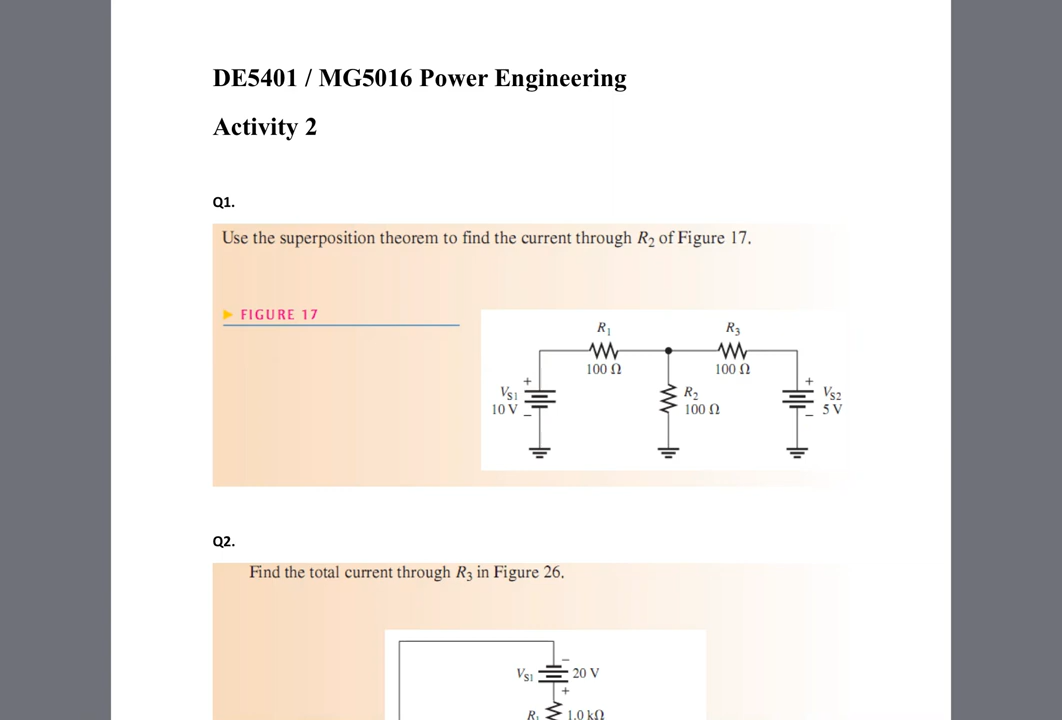 DE5401 / MG5016 Power Engineering
Activity 2
Q1.
Use the superposition theorem to find the current through R2 of Figure 17.
FIGURE 17
R1
R3
100 Ω
100 Ω
+
+
VS1
R2
VS2
10 V
100 Ω
5 V
−
−
Q2.
Find the total current through R3 in Figure 26.
−
VS1
20 V
+
R1
1.0 kΩ